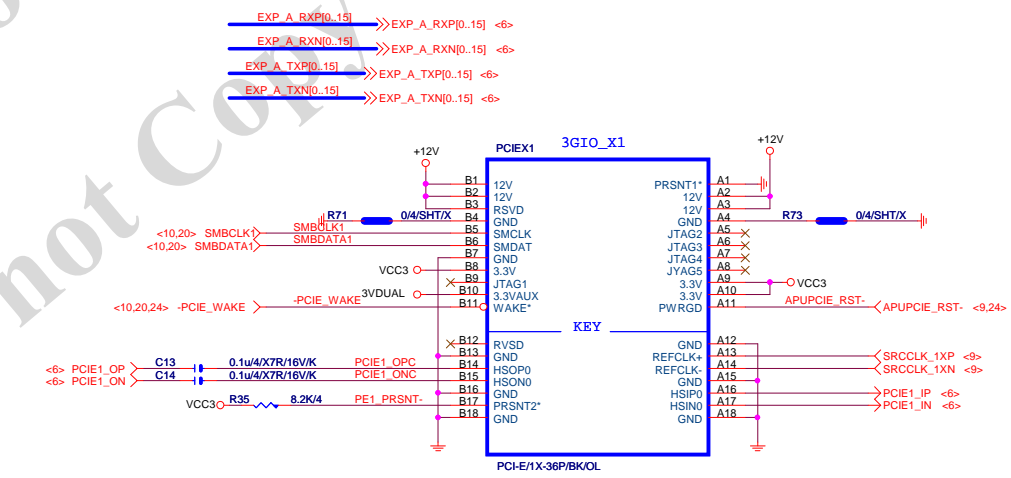 EXP_A_RXP[0..15] EXP_A_RXP[0..15] <6>
EXP_A_RXN[0..15] EXP_A_RXN[0..15] <6>
EXP_A_TXP[0..15] EXP_A_TXP[0..15] <6>
EXP_A_TXN[0..15] EXP_A_TXN[0..15] <6>
not Copy
PCIEX1 3GIO_X1
+12V +12V
B1 12V PRSNT1* A1
B2 12V 12V A2
B3 RSVD 12V A3
R71 0/4/SHT/X B4 GND GND A4 R73 0/4/SHT/X
<10,20> SMBCLK1 SMBCLK1 B5 SMCLK JTAG2 A5
<10,20> SMBDATA1 SMBDATA1 B6 SMDAT JTAG3 A6
B7 GND JTAG4 A7
VCC3 B8 3.3V JYAG5 A8
B9 JTAG1 3.3V A9 VCC3
3VDUAL B10 3.3VAUX 3.3V A10
<10,20,24> -PCIE_WAKE -PCIE_WAKE B11 WAKE* PWRGD A11 APUPCIE_RST- APUPCIE_RST- <9,24>
KEY
B12 RVSD GND A12
B13 GND REFCLK+ A13 SRCCLK_1XP <9>
<6> PCIE1_OP C13 0.1u/4/X7R/16V/K PCIE1_OPC B14 HSOP0 REFCLK- A14 SRCCLK_1XN <9>
<6> PCIE1_ON C14 0.1u/4/X7R/16V/K PCIE1_ONC B15 HSON0 GND A15
B16 GND HSIP0 A16 PCIE1_IP <6>
VCC3 R35 8.2K/4 PE1_PRSNT- B17 PRSNT2* HSIN0 A17 PCIE1_IN <6>
B18 GND GND A18
PCI-E/1X-36P/BK/OL